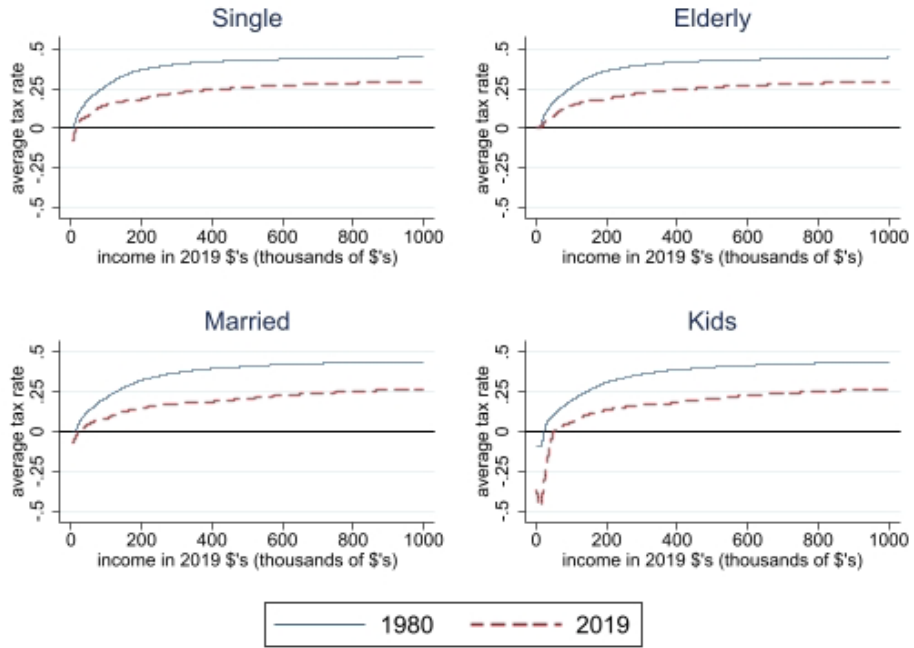 Single
average tax rate
.5
.25
0
-.25
-.5
0 200 400 600 800 1000
income in 2019 $'s (thousands of $'s)
Elderly
average tax rate
.5
.25
0
-.25
-.5
0 200 400 600 800 1000
income in 2019 $'s (thousands of $'s)
Married
average tax rate
.5
.25
0
-.25
-.5
0 200 400 600 800 1000
income in 2019 $'s (thousands of $'s)
Kids
average tax rate
.5
.25
0
-.25
-.5
0 200 400 600 800 1000
income in 2019 $'s (thousands of $'s)
1980 2019